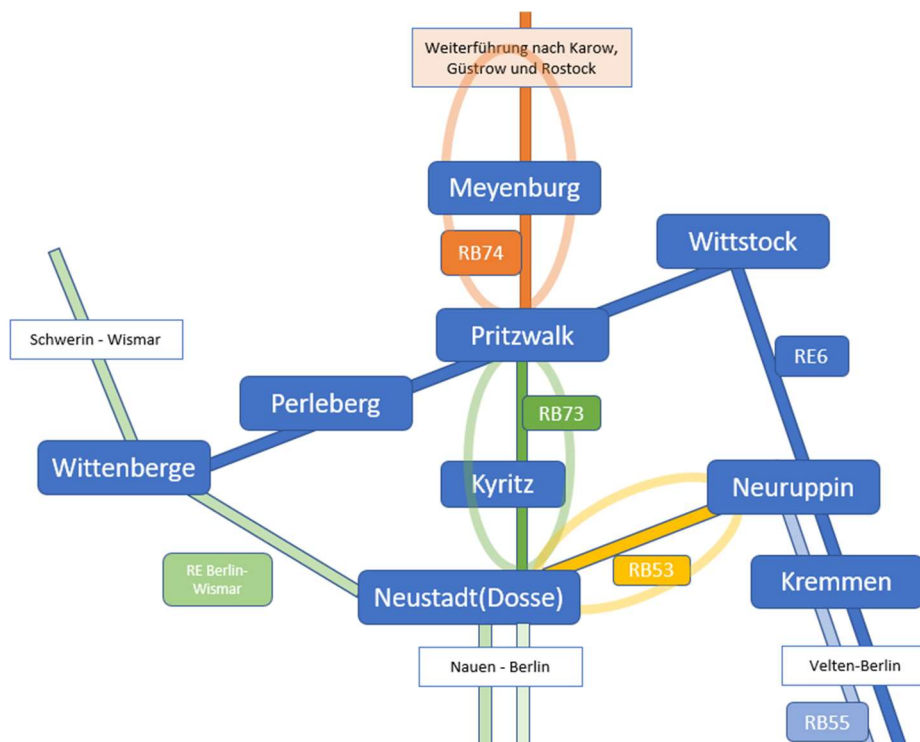 Weiterführung nach Karow,
Güstrow und Rostock
Meyenburg
Wittstock
RB74
Pritzwalk
Schwerin - Wismar
RE6
Perleberg
RB73
Wittenberge
Kyritz
Neuruppin
RE Berlin-
Wismar
RB53
Neustadt(Dosse)
Kremmen
Nauen - Berlin
Velten-Berlin
RB55